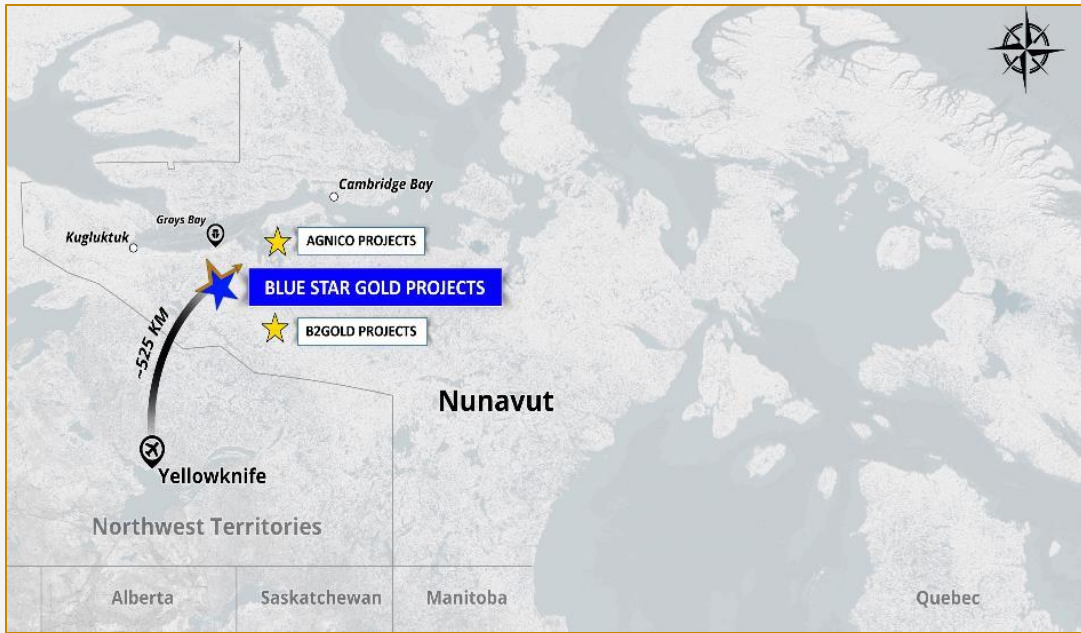 Cambridge Bay
Grays Bay
Kugluktuk
AGNICO PROJECTS
BLUE STAR GOLD PROJECTS
B2GOLD PROJECTS
~525 KM
Nunavut
Yellowknife
Northwest Territories
Alberta
Saskatchewan
Manitoba
Quebec